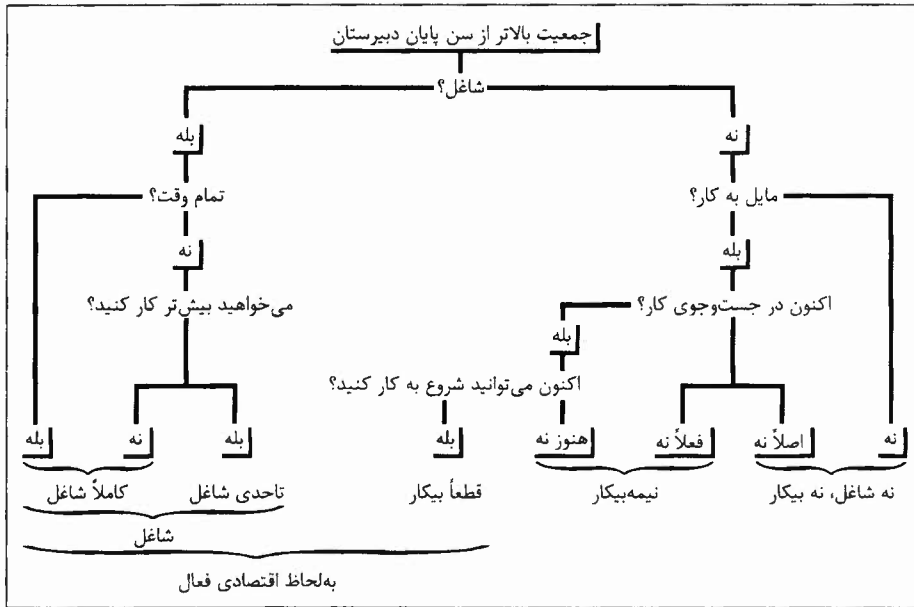 جمعیت بالاتر از سن پایان دبیرستان
شاغل؟
نه
بله
مایل به کار؟
تمام وقت؟
بله
نه
اکنون در جست‌وجوی کار؟
می‌خواهید بیش‌تر کار کنید؟
بله
اکنون می‌توانید شروع به کار کنید؟
نه
اصلاً نه
فعلاً نه
هنوز نه
بله
بله
نه
بله
نه شاغل، نه بیکار
نیمه‌بیکار
قطعاً بیکار
تاحدی شاغل
کاملاً شاغل
شاغل
به‌لحاظ اقتصادی فعال